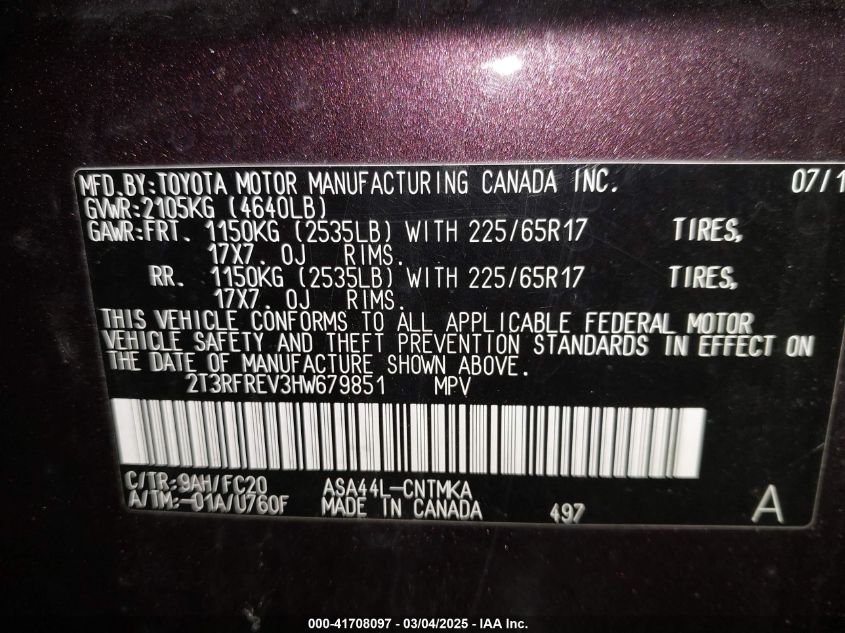 MFD.BY:TOYOTA MOTOR MANUFACTURING CANADA INC. 07/1
GVWR:2105KG (4640LB)
GAWR:FRT. 1150KG (2535LB) WITH 225/65R17 TIRES,
17X7.0J RIMS.
RR. 1150KG (2535LB) WITH 225/65R17 TIRES,
17X7.0J RIMS.
THIS VEHICLE CONFORMS TO ALL APPLICABLE FEDERAL MOTOR
VEHICLE SAFETY AND THEFT PREVENTION STANDARDS IN EFFECT ON
THE DATE OF MANUFACTURE SHOWN ABOVE.
2T3RFREV3HW679851 MPV
C/TR:9AH/FC20 ASA44L-CNTMKA
A/TM:-01A/U760F MADE IN CANADA 497 A
000-41708097 - 03/04/2025 - IAA Inc.